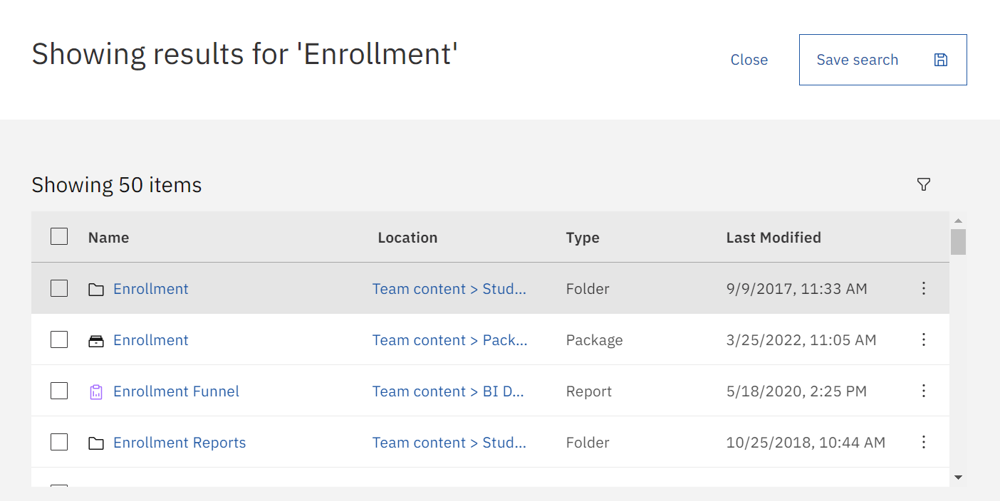 Showing results for 'Enrollment'
Close
Save search
Showing 50 items
Name Location Type Last Modified
Enrollment Team content > Stud... Folder 9/9/2017, 11:33 AM
Enrollment Team content > Pack... Package 3/25/2022, 11:05 AM
Enrollment Funnel Team content > BI D... Report 5/18/2020, 2:25 PM
Enrollment Reports Team content > Stud... Folder 10/25/2018, 10:44 AM